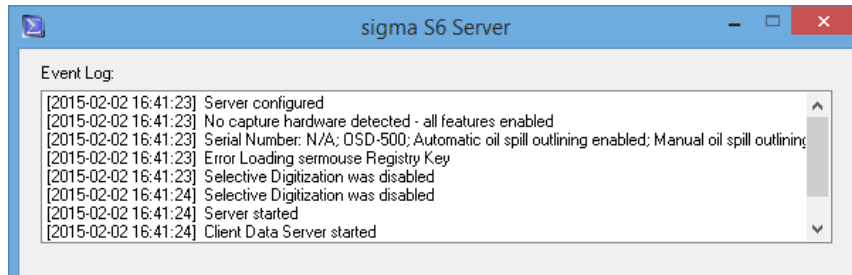 sigma S6 Server
Event Log:
[2015-02-02 16:41:23] Server configured
[2015-02-02 16:41:23] No capture hardware detected - all features enabled
[2015-02-02 16:41:23] Serial Number: N/A; OSD-500; Automatic oil spill outlining enabled; Manual oil spill outlining
[2015-02-02 16:41:23] Error Loading sermouse Registry Key
[2015-02-02 16:41:23] Selective Digitization was disabled
[2015-02-02 16:41:24] Selective Digitization was disabled
[2015-02-02 16:41:24] Server started
[2015-02-02 16:41:24] Client Data Server started